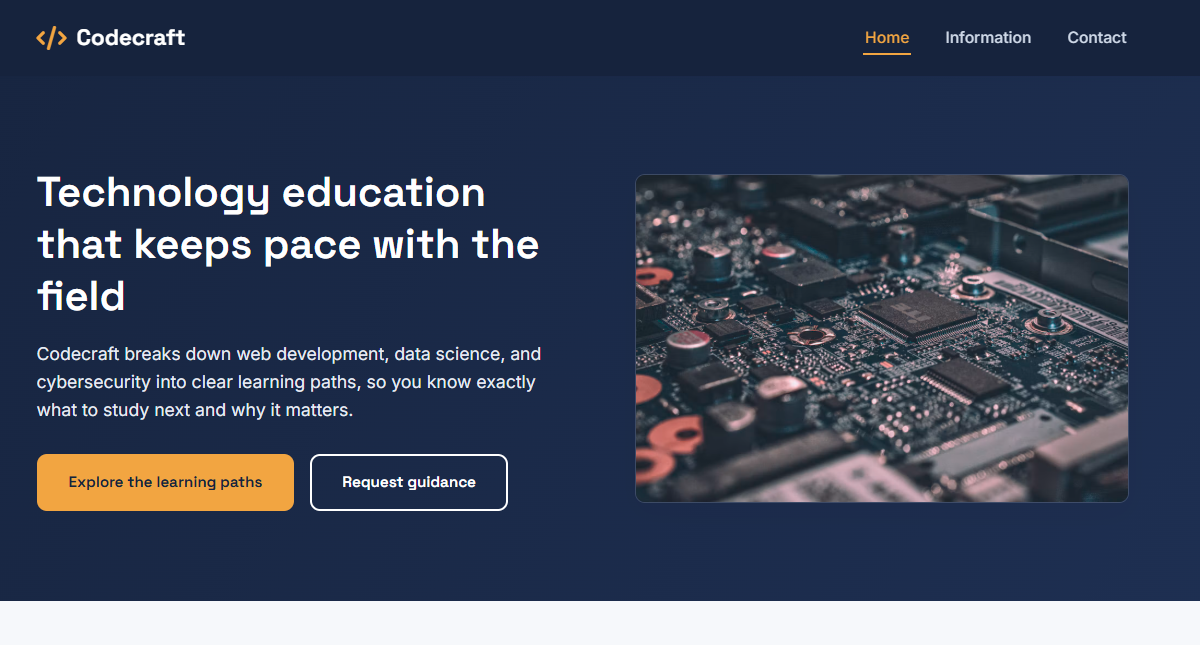 </> Codecraft
Home Information Contact
Technology education
that keeps pace with the
field
Codecraft breaks down web development, data science, and
cybersecurity into clear learning paths, so you know exactly
what to study next and why it matters.
Explore the learning paths
Request guidance